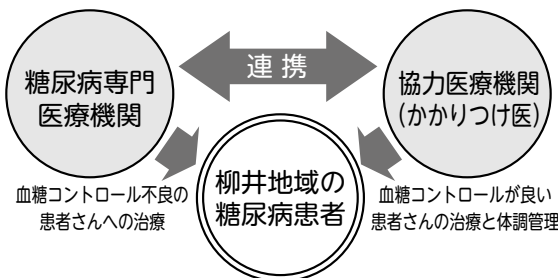 糖尿病専門
医療機関
連携
協力医療機関
(かかりつけ医)
血糖コントロール不良の
患者さんへの治療
柳井地域の
糖尿病患者
血糖コントロールが良い
患者さんの治療と体調管理